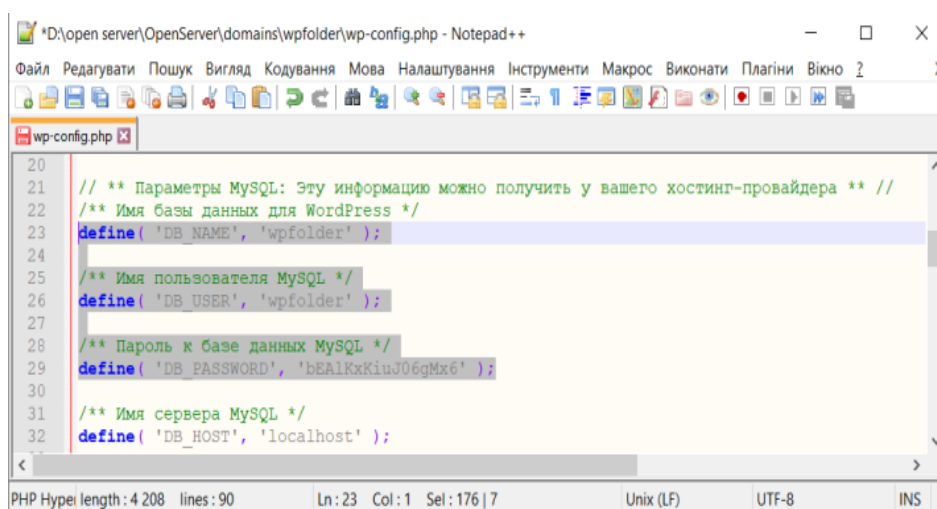 *D:\open server\OpenServer\domains\wpfolder\wp-config.php - Notepad++
Файл Редагувати Пошук Вигляд Кодування Мова Налаштування Інструменти Макрос Виконати Плагіни Вікно ?
wp-config.php
20
21 // ** Параметры MySQL: Эту информацию можно получить у вашего хостинг-провайдера ** //
22 /** Имя базы данных для WordPress */
23 define( 'DB_NAME', 'wpfolder' );
24
25 /** Имя пользователя MySQL */
26 define( 'DB_USER', 'wpfolder' );
27
28 /** Пароль к базе данных MySQL */
29 define( 'DB_PASSWORD', 'bEAlKxKiuJ06gMx6' );
30
31 /** Имя сервера MySQL */
32 define( 'DB_HOST', 'localhost' );
PHP Hyper length : 4 208 lines : 90 Ln : 23 Col : 1 Sel : 176 | 7 Unix (LF) UTF-8 INS